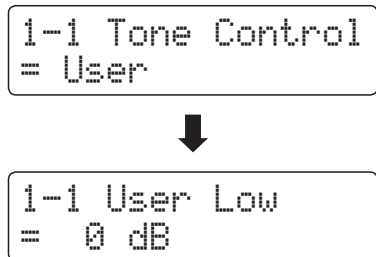 1-1 Tone Control
= User
1-1 User Low
= 0 dB